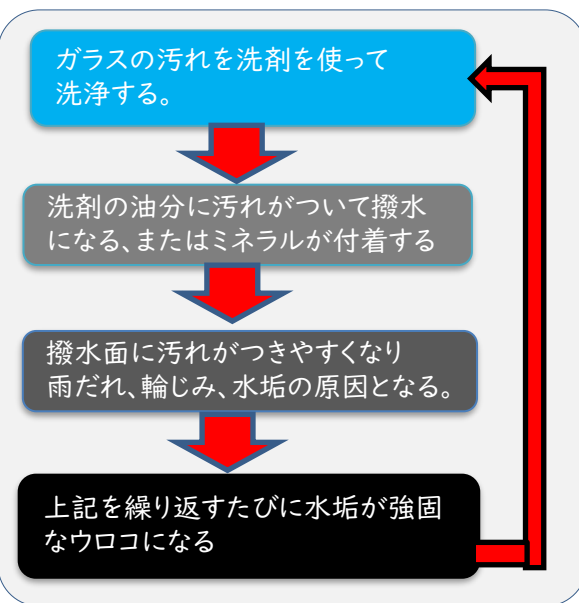 ガラスの汚れを洗剤を使って
洗浄する。
洗剤の油分に汚れがついて撥水
になる、またはミネラルが付着する
撥水面に汚れがつきやすくなり
雨だれ、輪じみ、水垢の原因となる。
上記を繰り返すたびに水垢が強固
なウロコになる